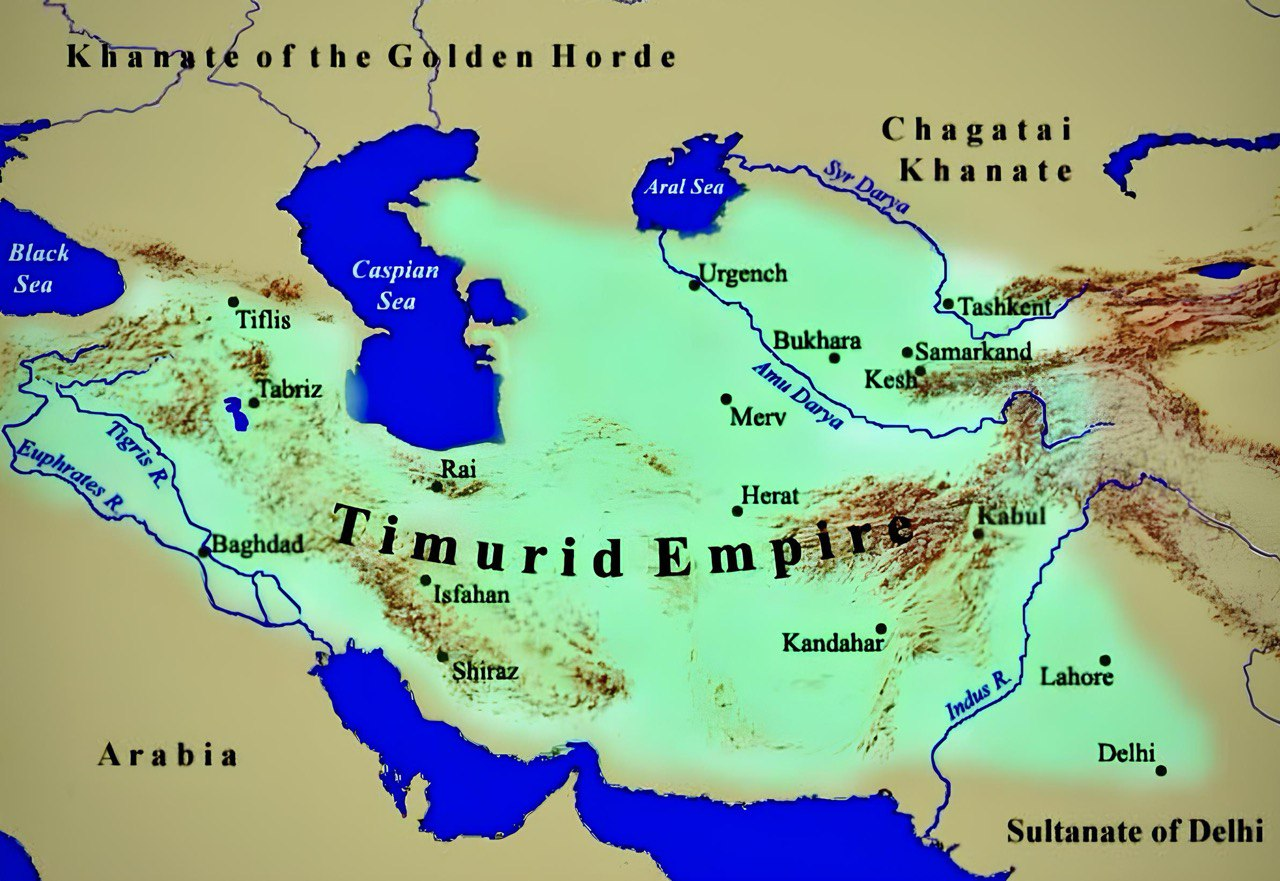 Khanate of the Golden Horde
Chagatai
Khanate
Syr Darya
Aral Sea
Black
Sea
Caspian
Sea
Urgench
Tashkent
Tiflis
Bukhara
Samarkand
Kesh
Amu Darya
Tabriz
Merv
Tigris R.
Euphrates R.
Rai
Herat
Timurid Empire
Kabul
Baghdad
Isfahan
Kandahar
Shiraz
Lahore
Indus R.
Arabia
Delhi
Sultanate of Delhi